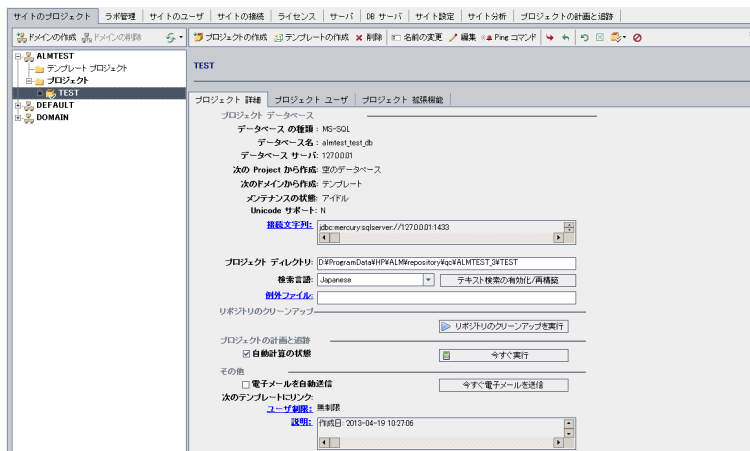 サイトのプロジェクト ラボ管理 サイトのユーザ サイトの接続 ライセンス サーバ DB サーバ サイト設定 サイト分析 プロジェクトの計画と追跡
ドメインの作成 ドメインの削除 プロジェクトの作成 テンプレートの作成 削除 名前の変更 編集 Ping コマンド
ALMTEST
テンプレート プロジェクト
プロジェクト
TEST
DEFAULT
DOMAIN
TEST
プロジェクト 詳細 プロジェクト ユーザ プロジェクト 拡張機能
プロジェクト データベース
データベース の種類: MS-SQL
データベース名: almtest_test_db
データベース サーバ: 127.0.0.1
次の Project から作成: 空のデータベース
次のドメインから作成: テンプレート
メンテナンスの状態: アイドル
Unicode サポート: N
接続文字列: jdbc:mercury:sqlserver://127.0.0.1:1433
プロジェクト ディレクトリ: D:¥ProgramData¥HP¥ALM¥repository¥qc¥ALMTEST_3¥TEST
検索言語: Japanese テキスト検索の有効化/再構築
例外ファイル:
リポジトリのクリーンアップ
リポジトリのクリーンアップを実行
プロジェクトの計画と追跡
自動計算の状態 今すぐ実行
その他
電子メールを自動送信 今すぐ電子メールを送信
次のテンプレートにリンク:
ユーザ制限: 無制限
説明: 作成日: 2013-04-19 10:27:06